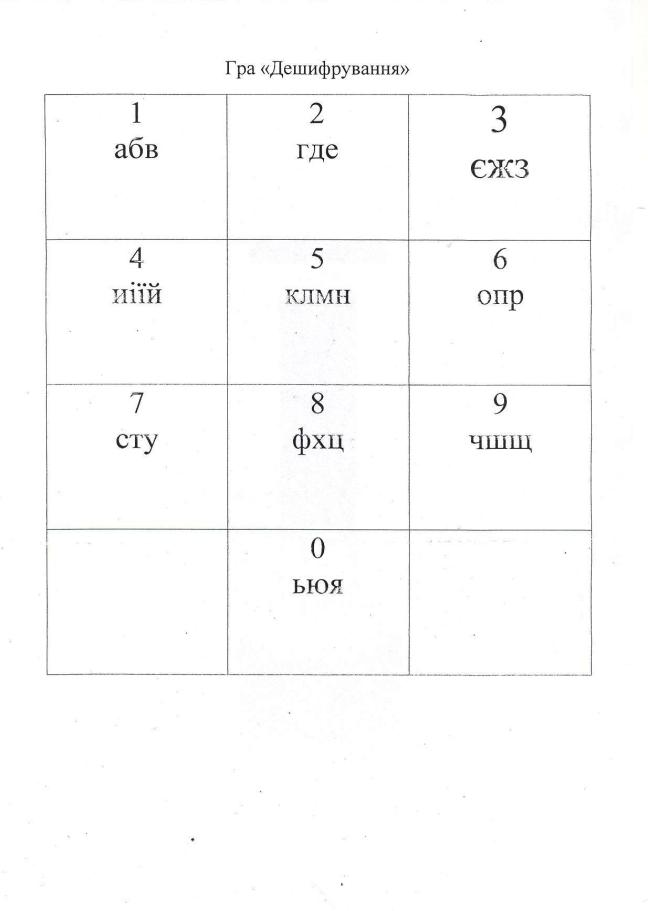 Гра «Дешифрування»
1
абв
2
где
3
єжз
4
иіїй
5
клмн
6
опр
7
сту
8
фхц
9
чшщ
0
ьюя